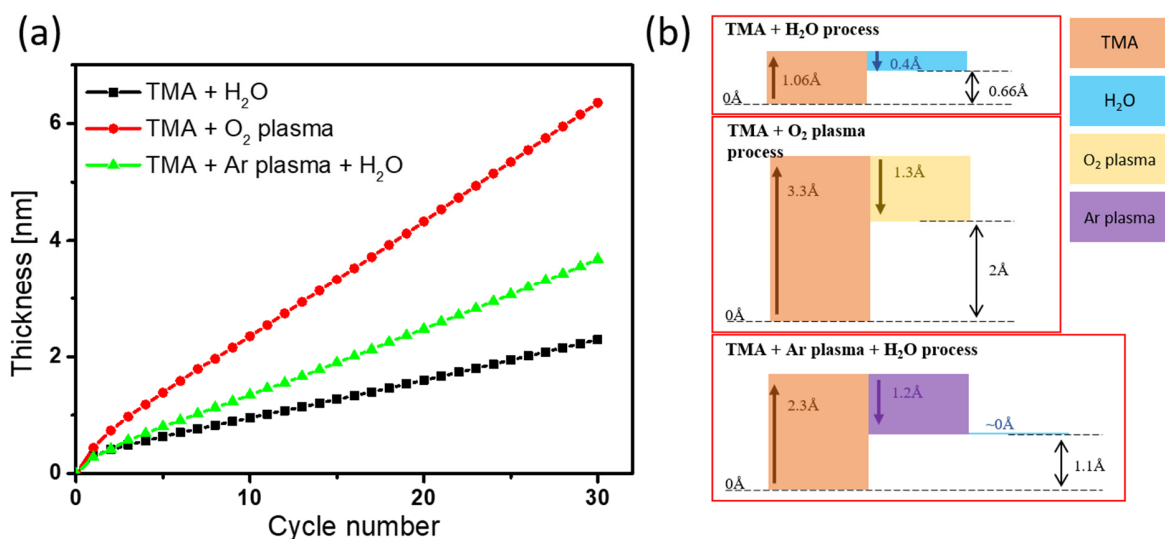 (a)
Thickness [nm]
6
4
2
0
TMA + H₂O
TMA + O₂ plasma
TMA + Ar plasma + H₂O
0 10 20 30
Cycle number
(b)
TMA + H₂O process
1.06Å
0.4Å
0.66Å
0Å
TMA + O₂ plasma
process
3.3Å
1.3Å
2Å
0Å
TMA + Ar plasma + H₂O process
2.3Å
1.2Å
~0Å
1.1Å
0Å
TMA
H₂O
O₂ plasma
Ar plasma